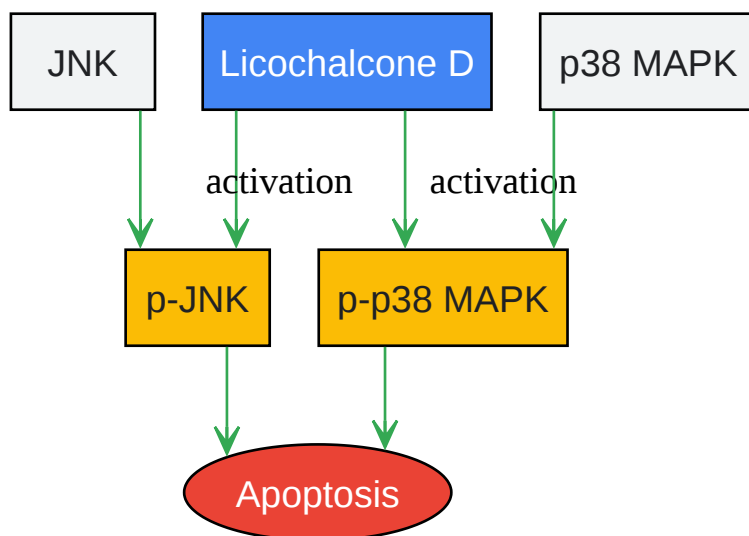 JNK
Licochalcone D
p38 MAPK
activation
activation
p-JNK
p-p38 MAPK
Apoptosis